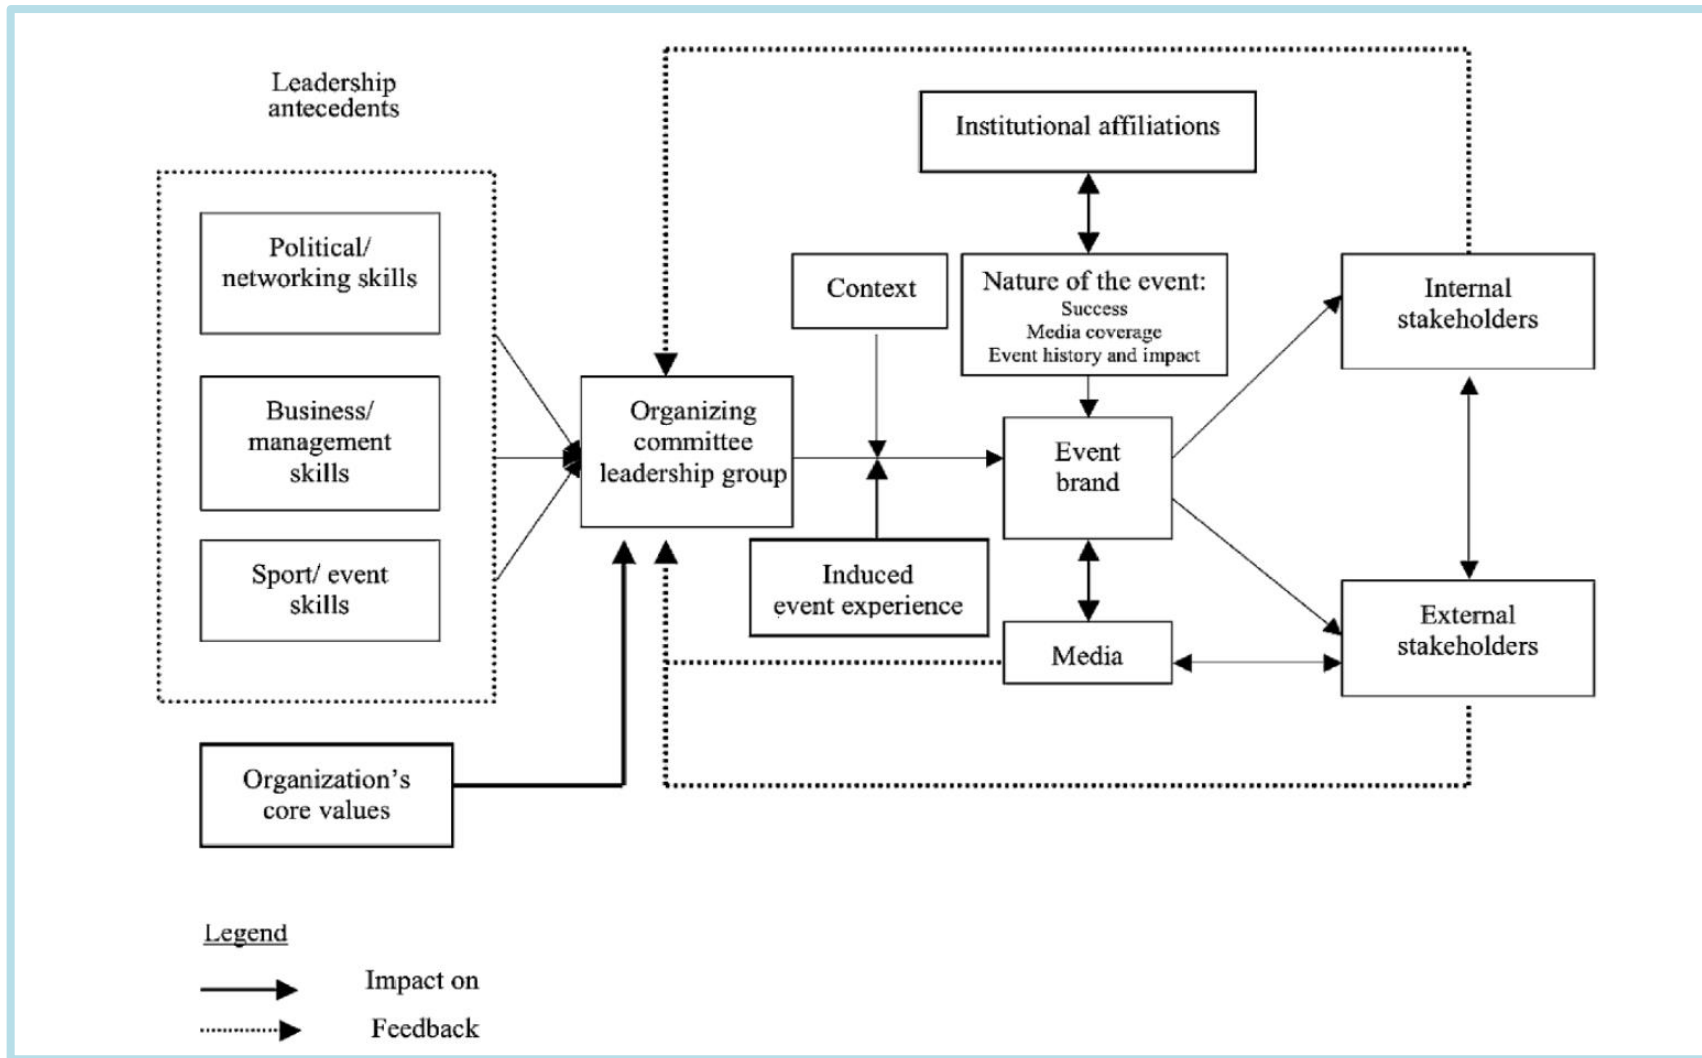 Leadership
antecedents
Political/
networking skills
Business/
management
skills
Sport/ event
skills
Organization's
core values
Organizing
committee
leadership group
Context
Induced
event experience
Institutional affiliations
Nature of the event:
Success
Media coverage
Event history and impact
Event
brand
Media
Internal
stakeholders
External
stakeholders
Legend
Impact on
Feedback